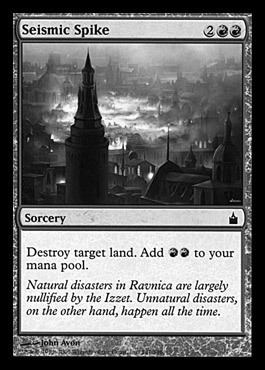 Seismic Spike 2
Sorcery
Destroy target land. Add to your
mana pool.
Natural disasters in Ravnica are largely
nullified by the Izzet. Unnatural disasters,
on the other hand, happen all the time.
John Avon